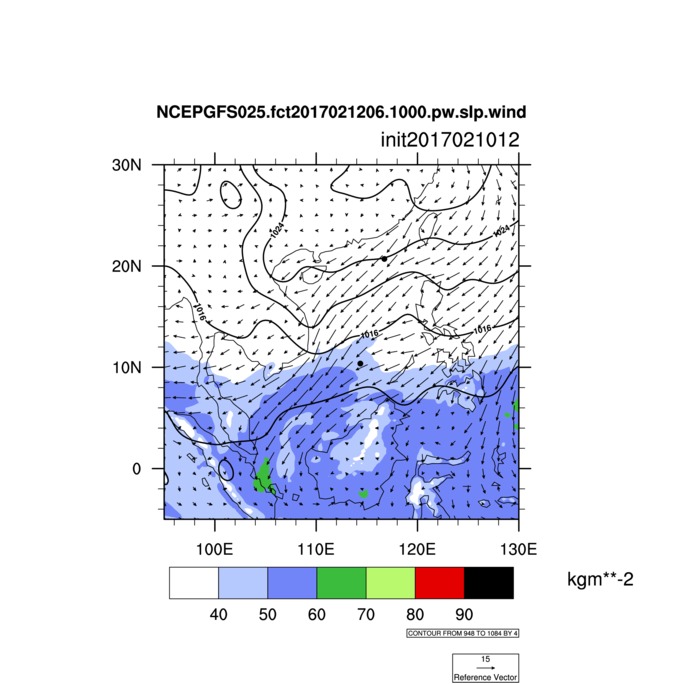 NCEPGFS025.fct2017021206.1000.pw.slp.wind
init2017021012
30N
20N
10N
0
1024
1024
1016
1016
1016
100E 110E 120E 130E
40 50 60 70 80 90
kgm**-2
CONTOUR FROM 948 TO 1084 BY 4
15
Reference Vector